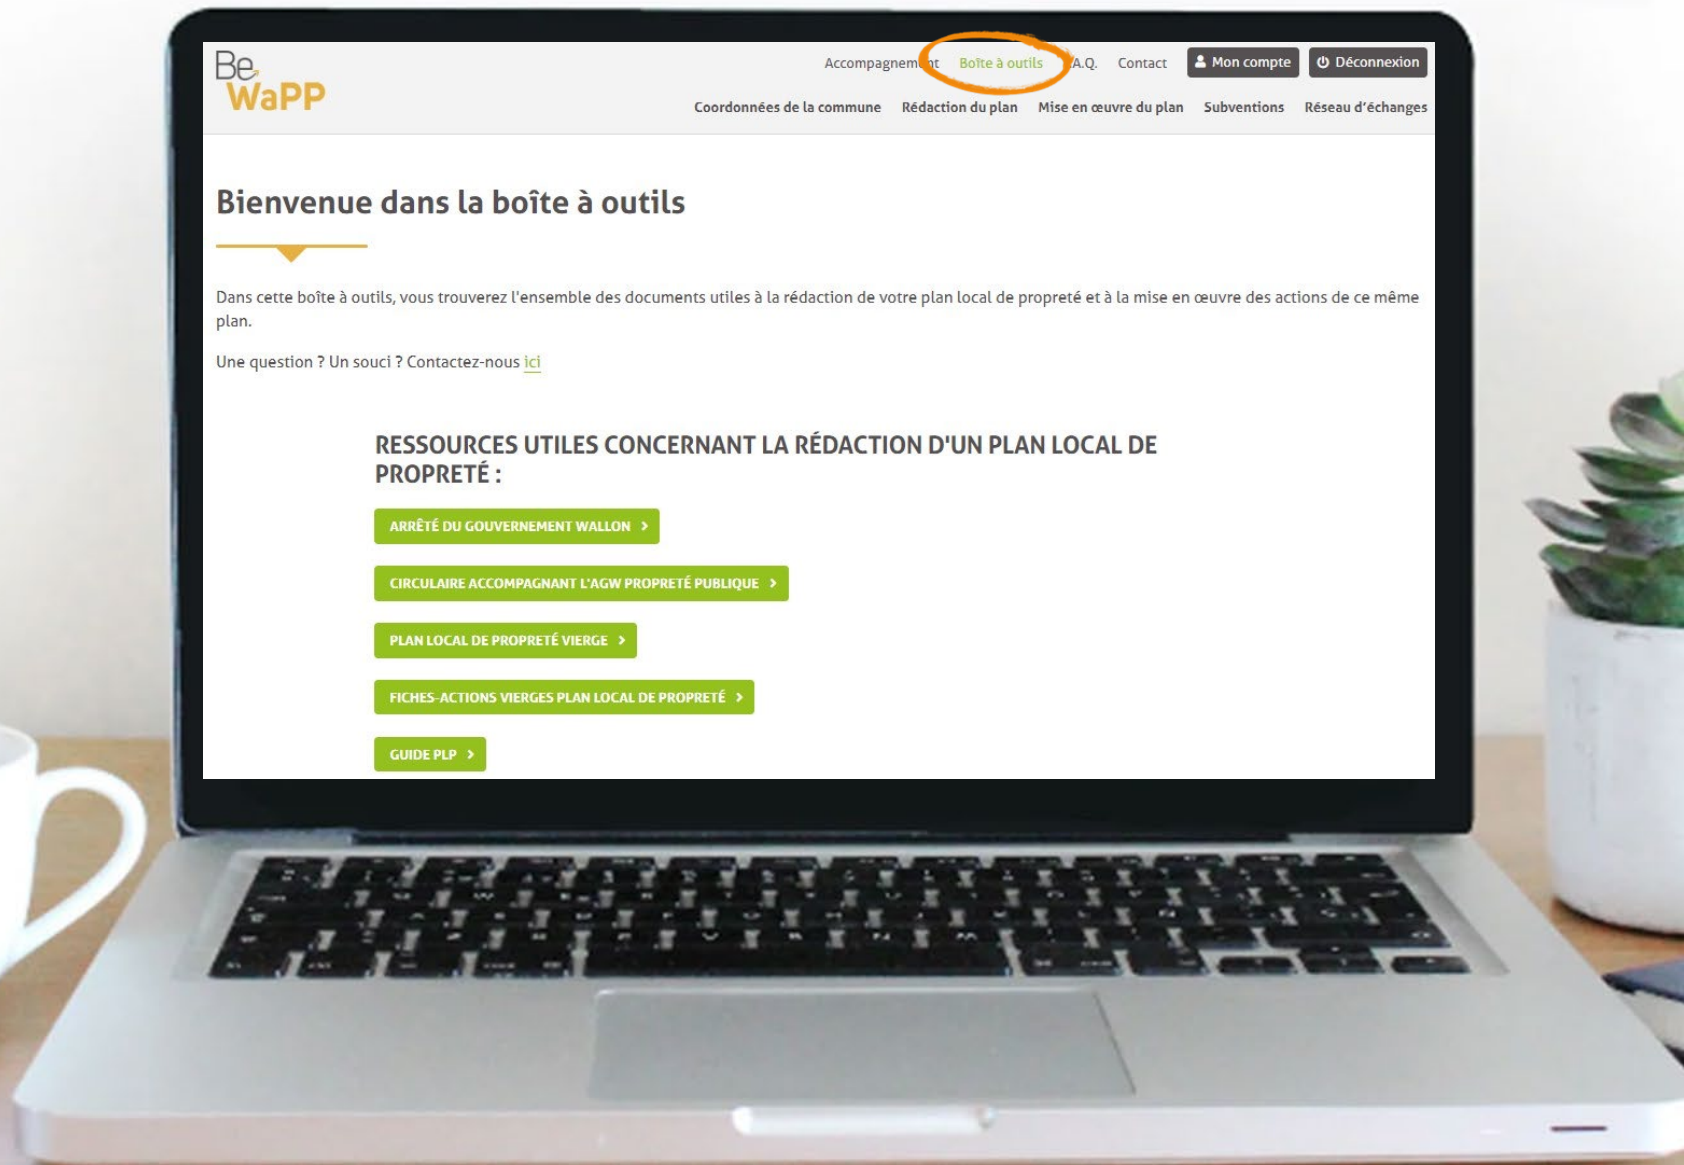 Be
WaPP
Accompagnement Boîte à outils .A.Q. Contact Mon compte Déconnexion
Coordonnées de la commune Rédaction du plan Mise en œuvre du plan Subventions Réseau d'échanges
Bienvenue dans la boîte à outils
Dans cette boîte à outils, vous trouverez l'ensemble des documents utiles à la rédaction de votre plan local de propreté et à la mise en œuvre des actions de ce même
plan.
Une question ? Un souci ? Contactez-nous ici
RESSOURCES UTILES CONCERNANT LA RÉDACTION D'UN PLAN LOCAL DE
PROPRETÉ :
ARRÊTÉ DU GOUVERNEMENT WALLON >
CIRCULAIRE ACCOMPAGNANT L'AGW PROPRETÉ PUBLIQUE >
PLAN LOCAL DE PROPRETÉ VIERGE >
FICHES-ACTIONS VIERGES PLAN LOCAL DE PROPRETÉ >
GUIDE PLP >